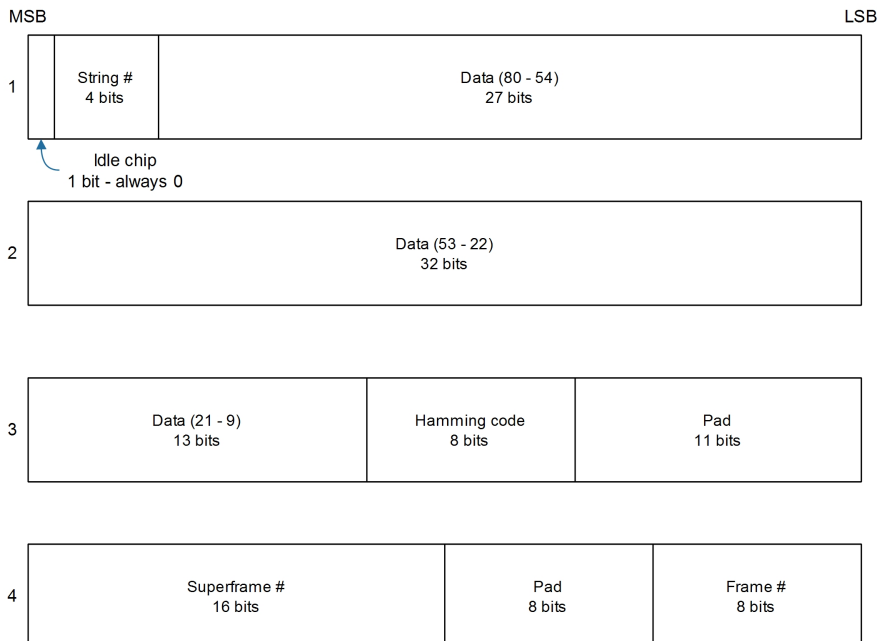 MSB
LSB
1
String #
4 bits
Data (80 - 54)
27 bits
Idle chip
1 bit - always 0
2
Data (53 - 22)
32 bits
3
Data (21 - 9)
13 bits
Hamming code
8 bits
Pad
11 bits
4
Superframe #
16 bits
Pad
8 bits
Frame #
8 bits